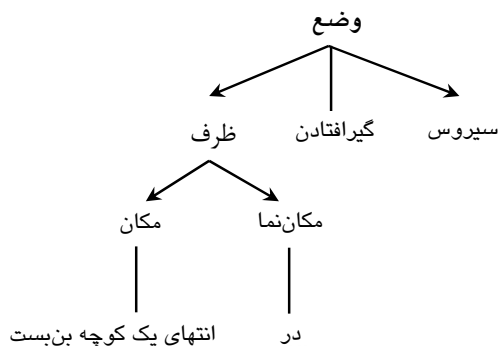 وضع
سیروس گیرافتادن ظرف
مکان‌نما مکان
در انتهای یک کوچه بن‌بست